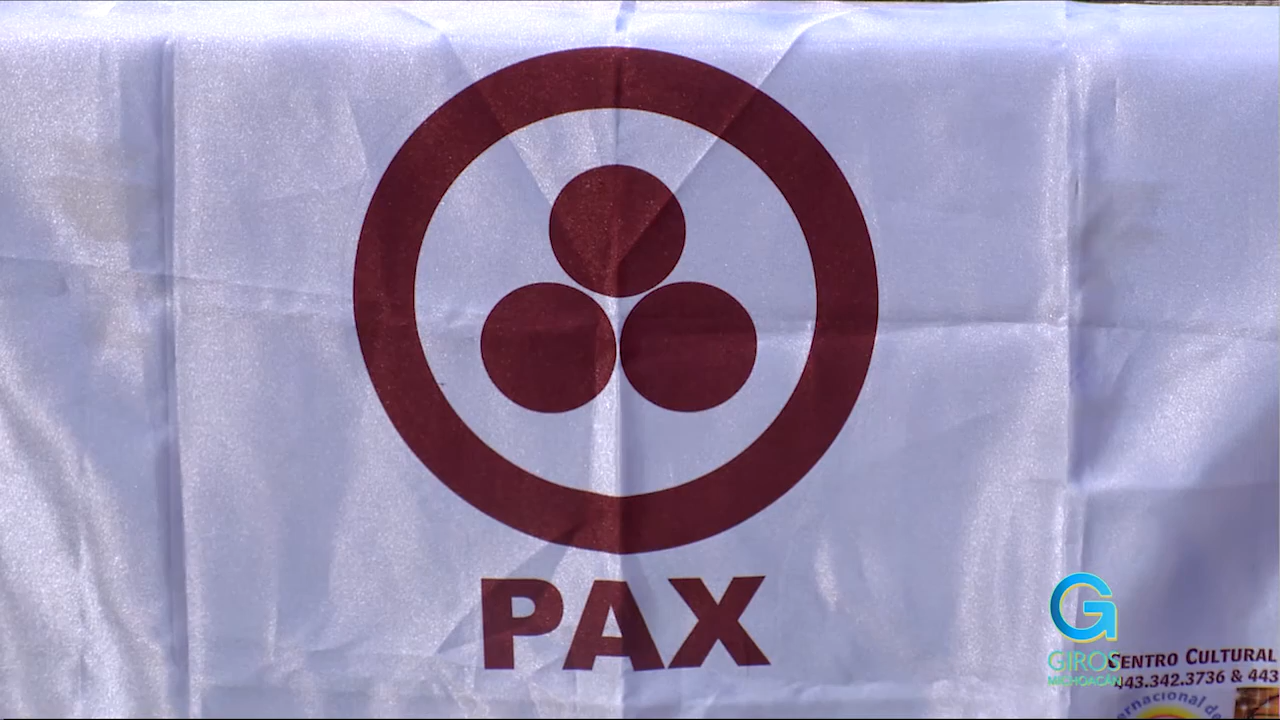 PAX
G
GIROS
MICHOACÁN
CENTRO CULTURAL
443.342.3736 & 443